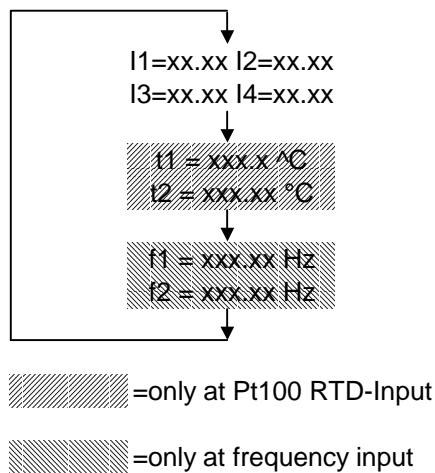 I1=xx.xx I2=xx.xx
I3=xx.xx I4=xx.xx
t1 = xxx.x ^C
t2 = xxx.xx °C
f1 = xxx.xx Hz
f2 = xxx.xx Hz
=only at Pt100 RTD-Input
=only at frequency input